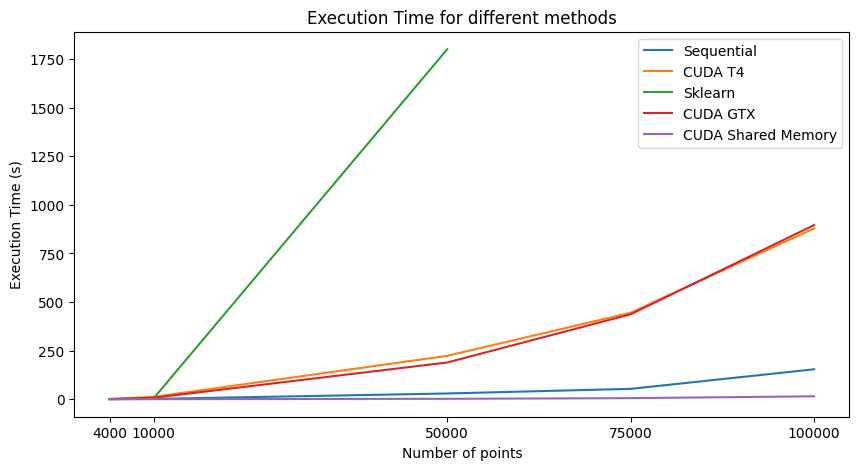 Execution Time for different methods
Execution Time (s)
1750
1500
1250
1000
750
500
250
0
4000 10000 50000 75000 100000
Number of points
Sequential
CUDA T4
Sklearn
CUDA GTX
CUDA Shared Memory